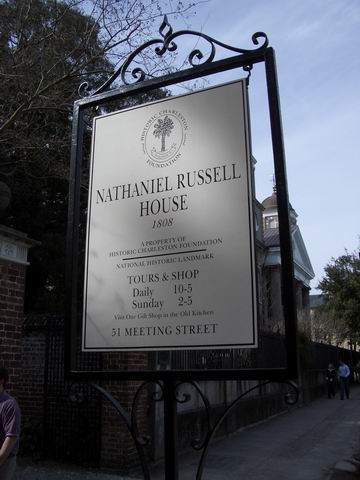 HISTORIC CHARLESTON
FOUNDATION
NATHANIEL RUSSELL
HOUSE
1808
A PROPERTY OF
HISTORIC CHARLESTON FOUNDATION
NATIONAL HISTORIC LANDMARK
TOURS & SHOP
Daily 10-5
Sunday 2-5
Visit Our Gift Shop in the Old Kitchen
51 MEETING STREET